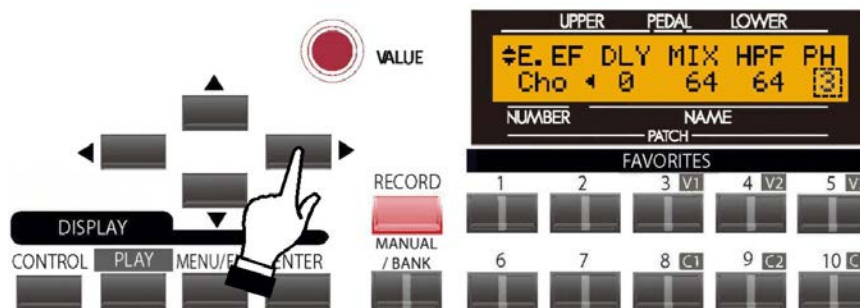 VALUE
UPPER PEDAL LOWER
E.EF DLY MIX HPF PH
Cho 0 64 64 3
NUMBER NAME
PATCH
FAVORITES
RECORD
1 2 3 V1 4 V2 5
DISPLAY
CONTROL PLAY
MANUAL
/ BANK
6 7 8 C1 9 C2 10